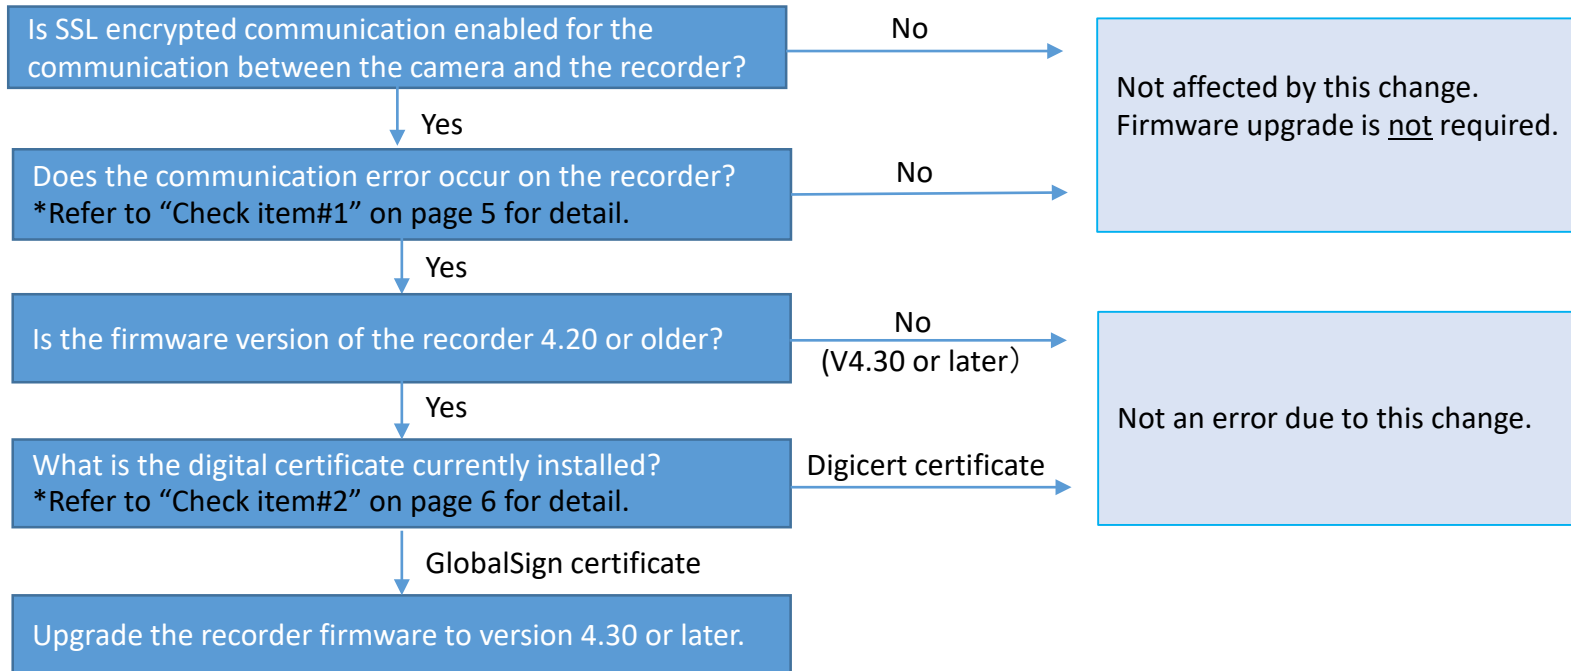 Is SSL encrypted communication enabled for the
communication between the camera and the recorder?
No
Not affected by this change.
Firmware upgrade is not required.
Yes
Does the communication error occur on the recorder?
*Refer to “Check item#1” on page 5 for detail.
No
Yes
Is the firmware version of the recorder 4.20 or older?
No
(V4.30 or later）
Not an error due to this change.
Yes
What is the digital certificate currently installed?
*Refer to “Check item#2” on page 6 for detail.
Digicert certificate
GlobalSign certificate
Upgrade the recorder firmware to version 4.30 or later.